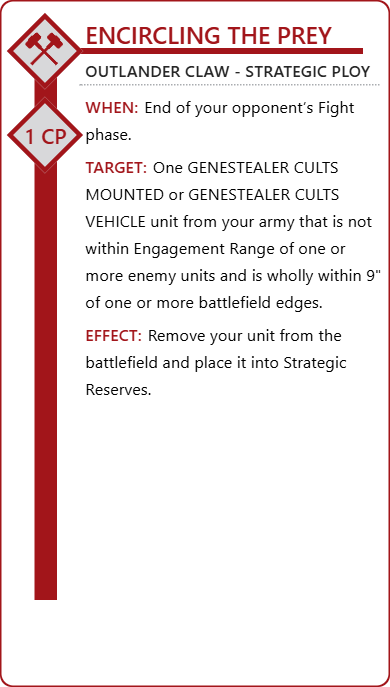 ENCIRCLING THE PREY
OUTLANDER CLAW - STRATEGIC PLOY
1 CP
WHEN: End of your opponent’s Fight
phase.
TARGET: One GENESTEALER CULTS
MOUNTED or GENESTEALER CULTS
VEHICLE unit from your army that is not
within Engagement Range of one or
more enemy units and is wholly within 9"
of one or more battlefield edges.
EFFECT: Remove your unit from the
battlefield and place it into Strategic
Reserves.